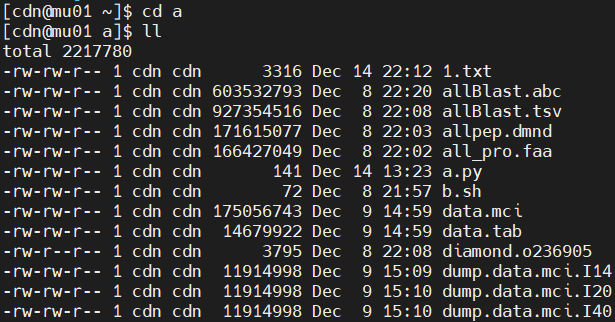 [cdn@mu01 ~]$ cd a
[cdn@mu01 a]$ ll
total 2217780
-rw-rw-r-- 1 cdn cdn      3316 Dec 14 22:12 1.txt
-rw-rw-r-- 1 cdn cdn 603532793 Dec  8 22:20 allBlast.abc
-rw-rw-r-- 1 cdn cdn 927354516 Dec  8 22:08 allBlast.tsv
-rw-rw-r-- 1 cdn cdn 171615077 Dec  8 22:03 allpep.dmnd
-rw-rw-r-- 1 cdn cdn 166427049 Dec  8 22:02 all_pro.faa
-rw-rw-r-- 1 cdn cdn       141 Dec 14 13:23 a.py
-rw-rw-r-- 1 cdn cdn        72 Dec  8 21:57 b.sh
-rw-rw-r-- 1 cdn cdn 175056743 Dec  9 14:59 data.mci
-rw-rw-r-- 1 cdn cdn  14679922 Dec  9 14:59 data.tab
-rw-r--r-- 1 cdn cdn      3795 Dec  8 22:08 diamond.o236905
-rw-rw-r-- 1 cdn cdn  11914998 Dec  9 15:09 dump.data.mci.I14
-rw-rw-r-- 1 cdn cdn  11914998 Dec  9 15:10 dump.data.mci.I20
-rw-rw-r-- 1 cdn cdn  11914998 Dec  9 15:10 dump.data.mci.I40